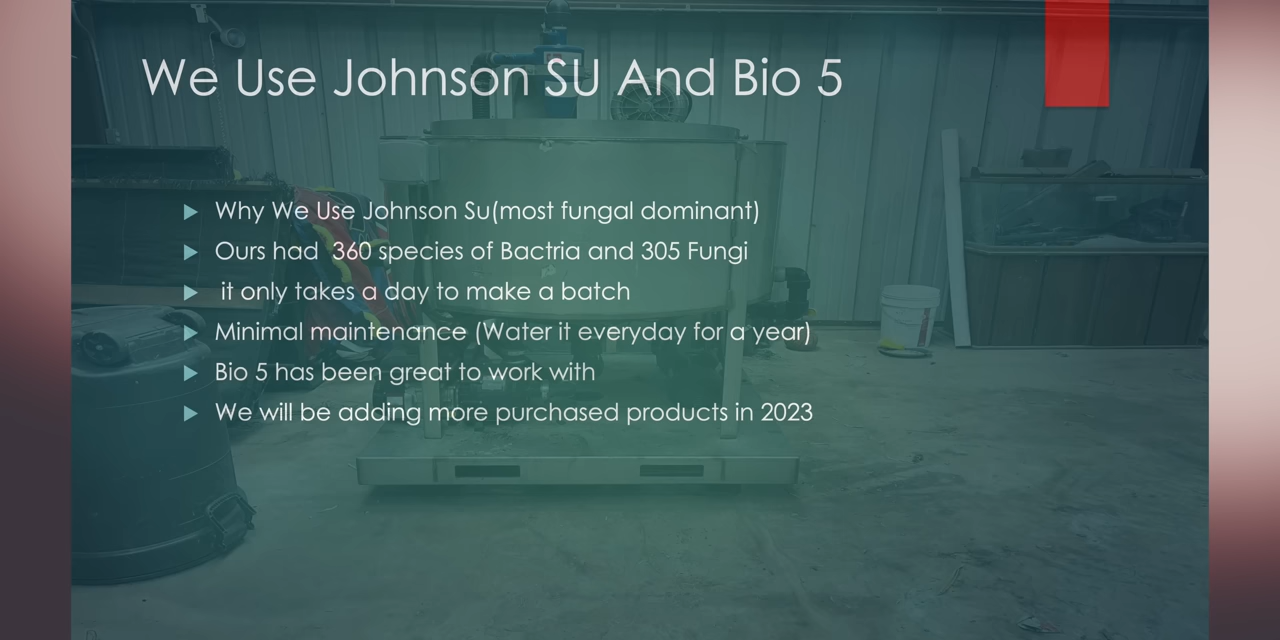 We Use Johnson SU And Bio 5
Why We Use Johnson Su(most fungal dominant)
Ours had 360 species of Bactria and 305 Fungi
it only takes a day to make a batch
Minimal maintenance (Water it everyday for a year)
Bio 5 has been great to work with
We will be adding more purchased products in 2023